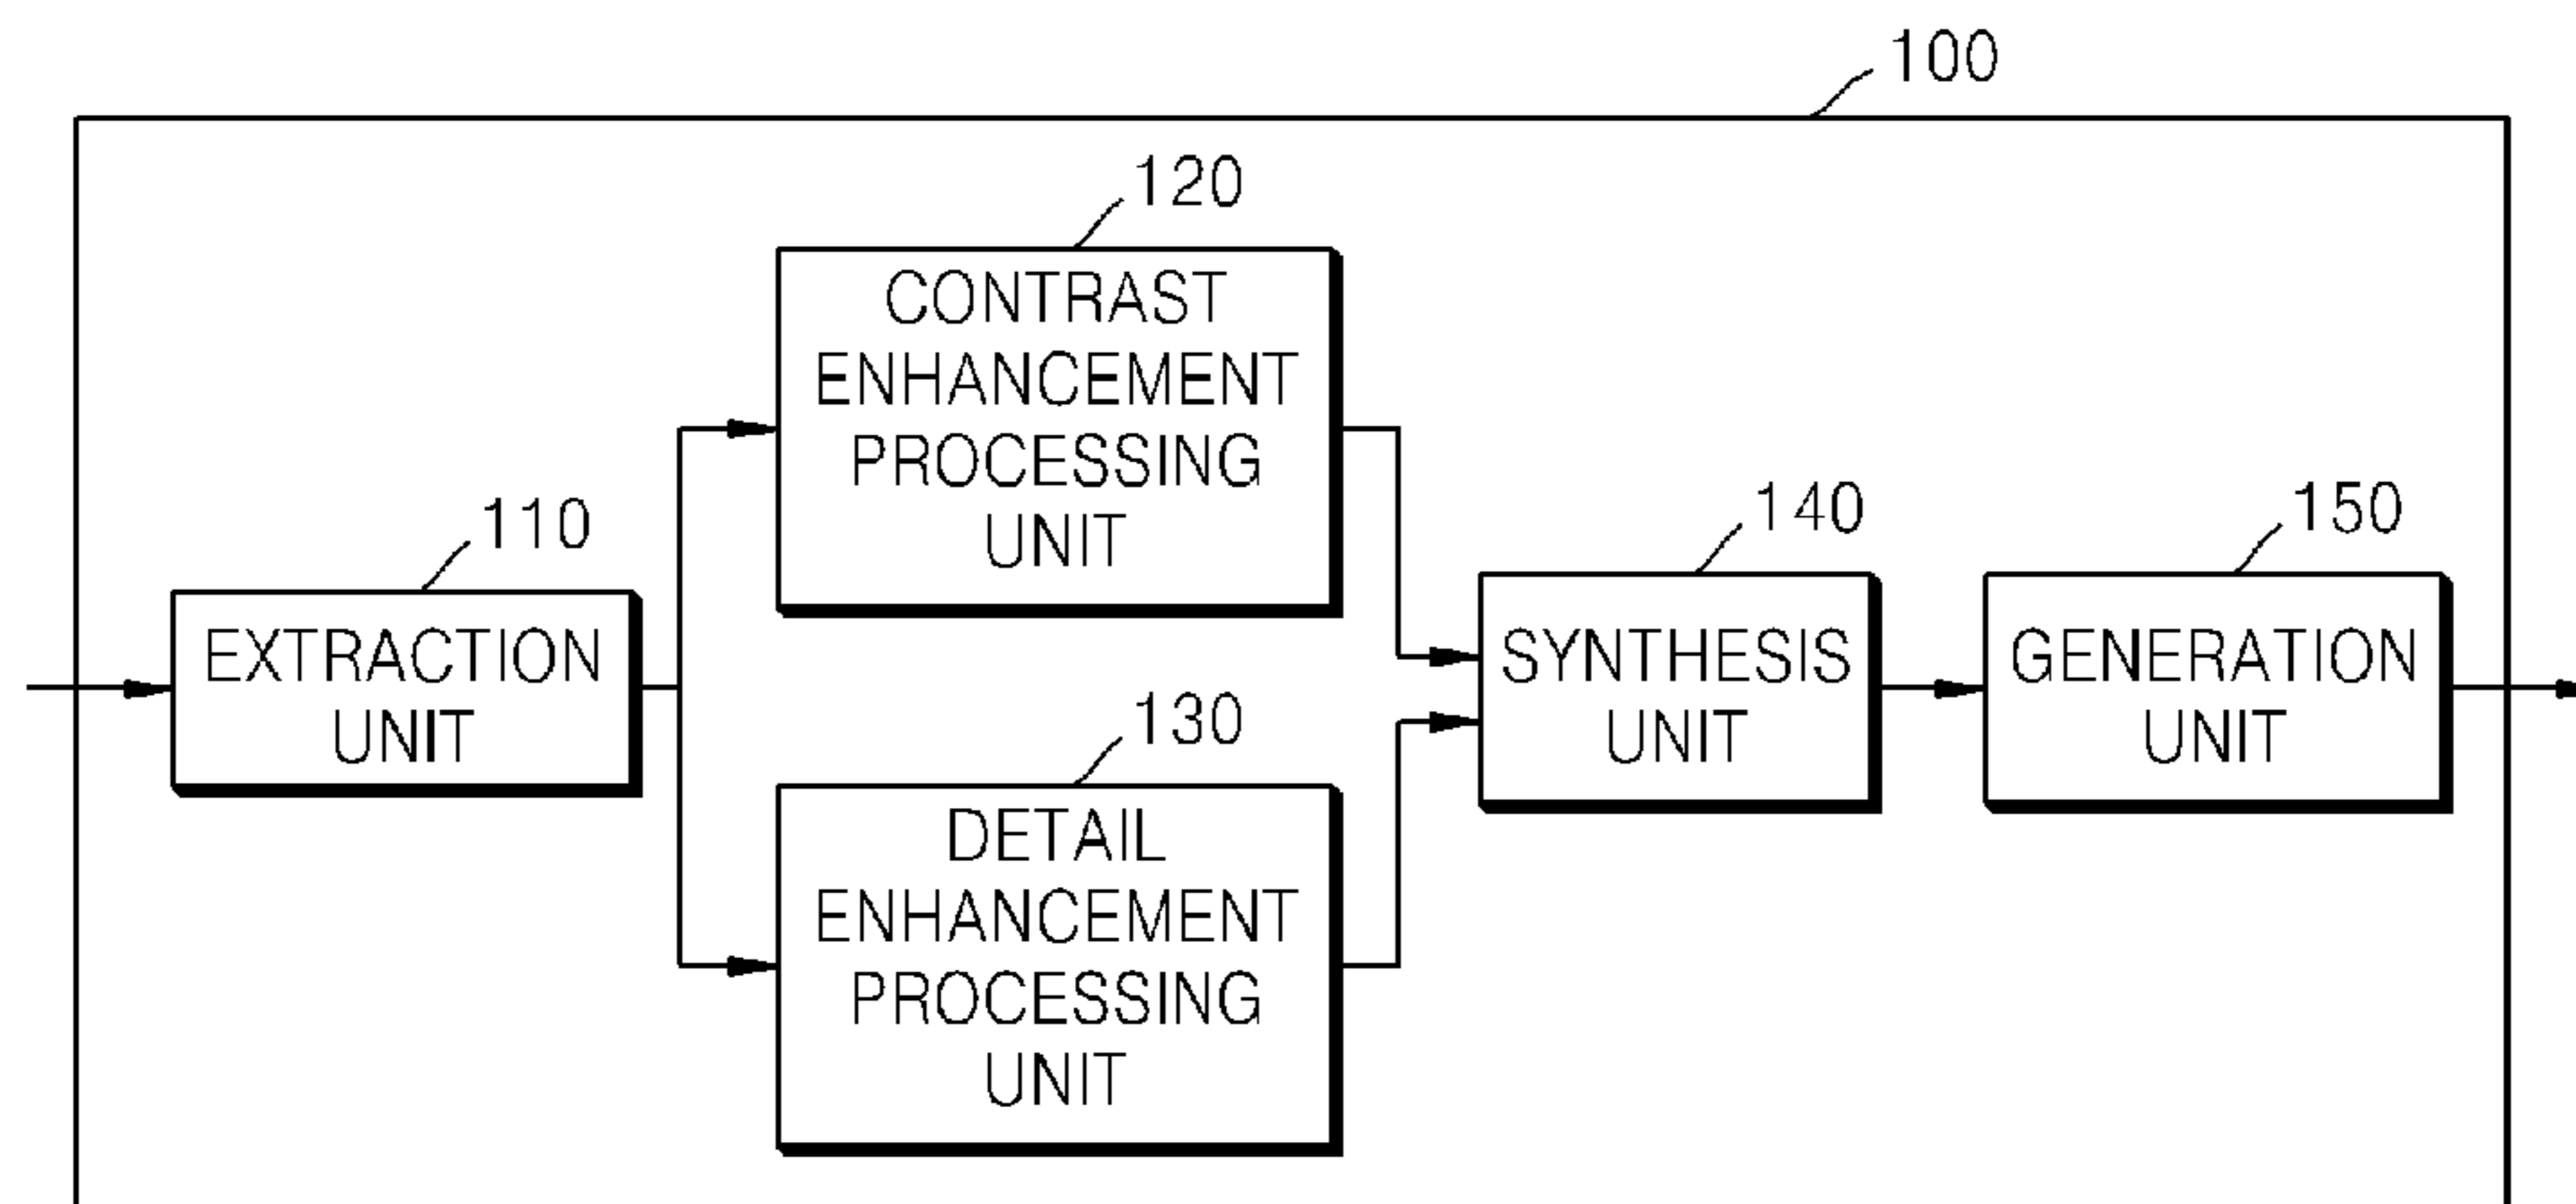 100
120
CONTRAST
ENHANCEMENT
PROCESSING
UNIT
110
EXTRACTION
UNIT
130
DETAIL
ENHANCEMENT
PROCESSING
UNIT
140
SYNTHESIS
UNIT
150
GENERATION
UNIT